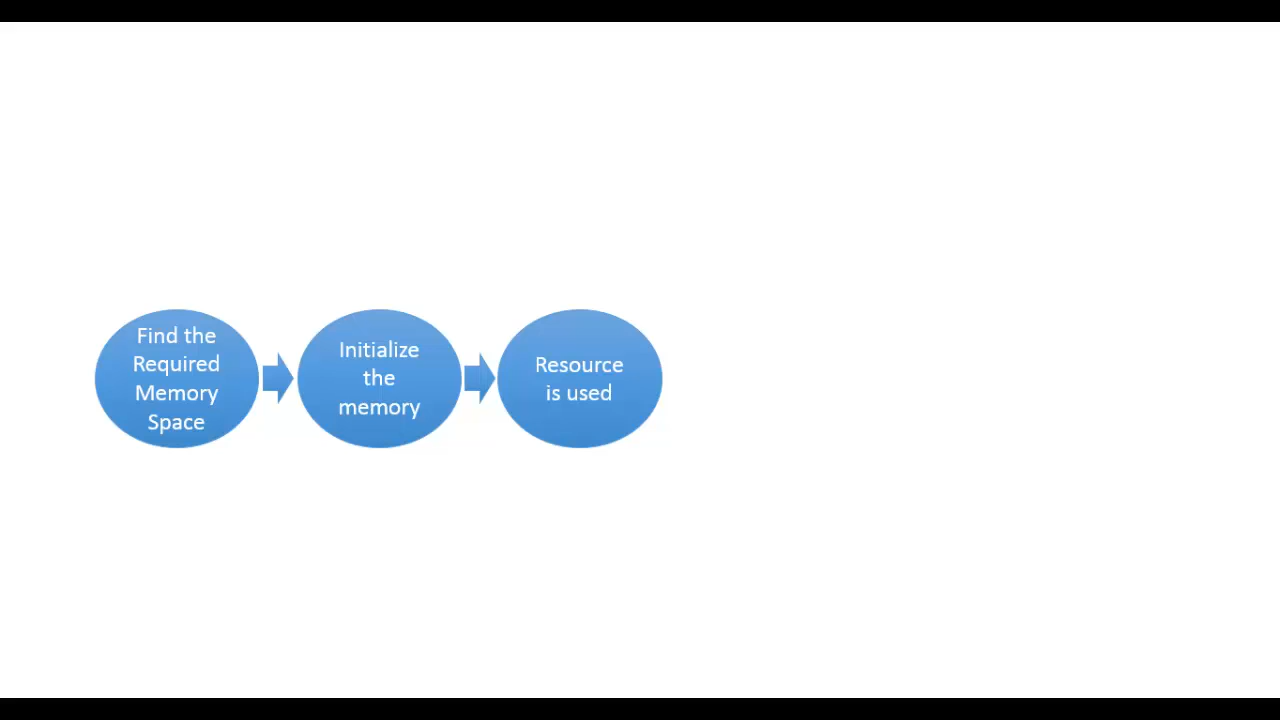 Find the
Required
Memory
Space
Initialize
the
memory
Resource
is used